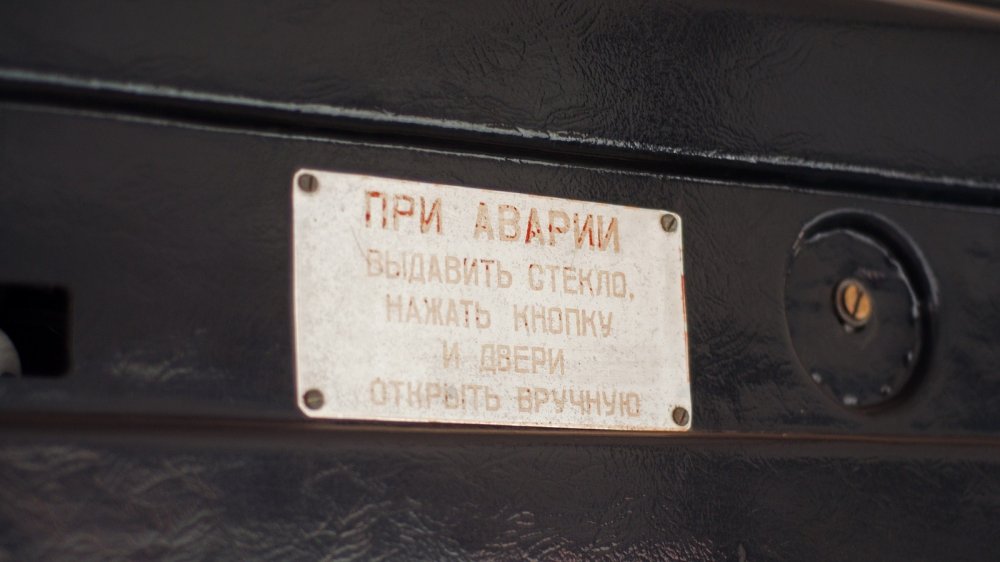 ПРИ АВАРИИ
ВЫДАВИТЬ СТЕКЛО,
НАЖАТЬ КНОПКУ
И ДВЕРИ
ОТКРЫТЬ ВРУЧНУЮ